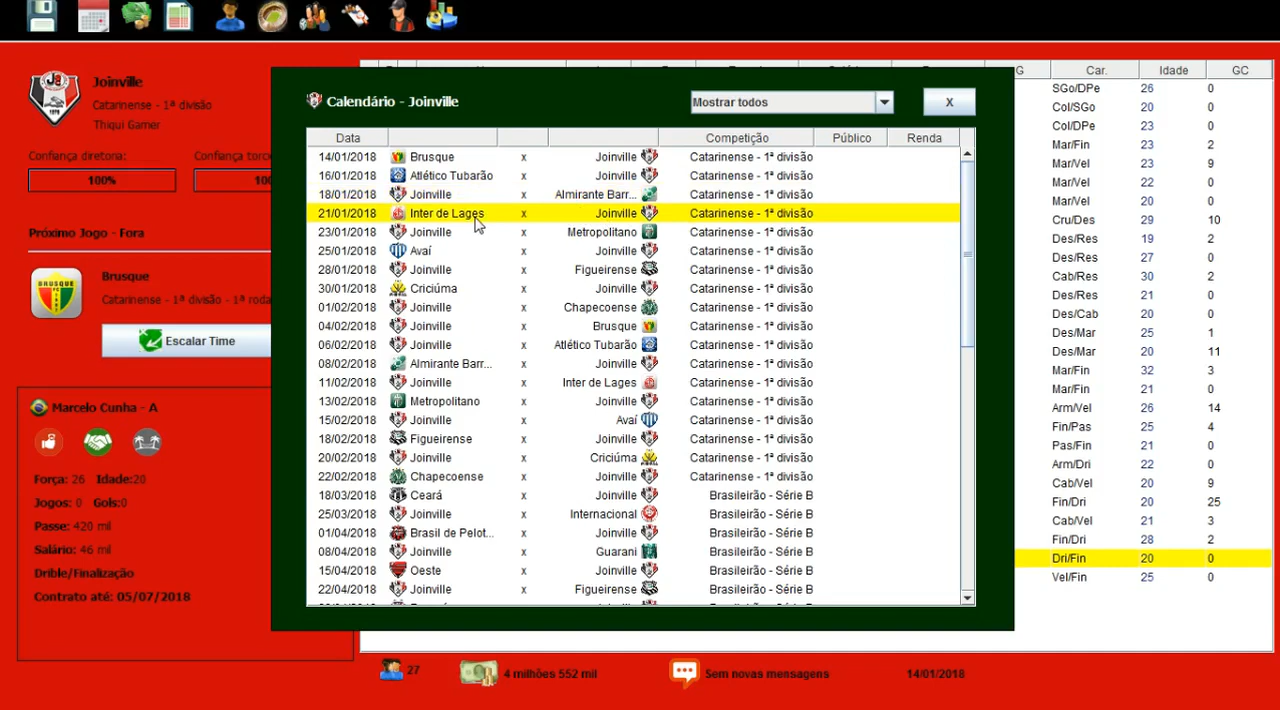 Joinville
Catarinense - 1ª divisão
Thiqui Gamer
Confiança diretoria:
100%
Próximo Jogo - Fora
Brusque
Catarinense - 1ª divisão - 1ª roda
Escalar Time
Marcelo Cunha - A
Força: 26 Idade:20
Jogos: 0 Gols:0
Passe: 420 mil
Salário: 46 mil
Drible/Finalização
Contrato até: 05/07/2018
Calendário - Joinville
Mostrar todos
X
Data Competição Público Renda
14/01/2018 Brusque x Joinville Catarinense - 1ª divisão
16/01/2018 Atlético Tubarão x Joinville Catarinense - 1ª divisão
18/01/2018 Joinville x Almirante Barr... Catarinense - 1ª divisão
21/01/2018 Inter de Lages x Joinville Catarinense - 1ª divisão
23/01/2018 Joinville x Metropolitano Catarinense - 1ª divisão
25/01/2018 Avaí x Joinville Catarinense - 1ª divisão
28/01/2018 Joinville x Figueirense Catarinense - 1ª divisão
30/01/2018 Criciúma x Joinville Catarinense - 1ª divisão
01/02/2018 Joinville x Chapecoense Catarinense - 1ª divisão
04/02/2018 Joinville x Brusque Catarinense - 1ª divisão
06/02/2018 Joinville x Atlético Tubarão Catarinense - 1ª divisão
08/02/2018 Almirante Barr... x Joinville Catarinense - 1ª divisão
11/02/2018 Joinville x Inter de Lages Catarinense - 1ª divisão
13/02/2018 Metropolitano x Joinville Catarinense - 1ª divisão
15/02/2018 Joinville x Avaí Catarinense - 1ª divisão
18/02/2018 Figueirense x Joinville Catarinense - 1ª divisão
20/02/2018 Joinville x Criciúma Catarinense - 1ª divisão
22/02/2018 Chapecoense x Joinville Catarinense - 1ª divisão
18/03/2018 Ceará x Joinville Brasileirão - Série B
25/03/2018 Joinville x Internacional Brasileirão - Série B
01/04/2018 Brasil de Pelot... x Joinville Brasileirão - Série B
08/04/2018 Joinville x Guarani Brasileirão - Série B
15/04/2018 Oeste x Joinville Brasileirão - Série B
22/04/2018 Joinville x Figueirense Brasileirão - Série B
G Car. Idade GC
SGo/DPe 26 0
Col/SGo 20 0
Col/DPe 23 0
Mar/Fin 23 2
Mar/Vel 23 9
Mar/Vel 22 0
Mar/Vel 20 0
Cru/Des 29 10
Des/Res 19 2
Des/Res 27 0
Cab/Res 30 2
Des/Res 21 0
Des/Cab 20 0
Des/Mar 25 1
Des/Mar 20 11
Mar/Fin 32 3
Mar/Fin 21 0
Arm/Vel 26 14
Fin/Pas 25 4
Pas/Fin 21 0
Arm/Dri 22 0
Cab/Vel 20 9
Fin/Dri 20 25
Cab/Vel 21 3
Fin/Dri 28 2
Dri/Fin 20 0
Vel/Fin 25 0
27
4 milhões 552 mil
Sem novas mensagens
14/01/2018